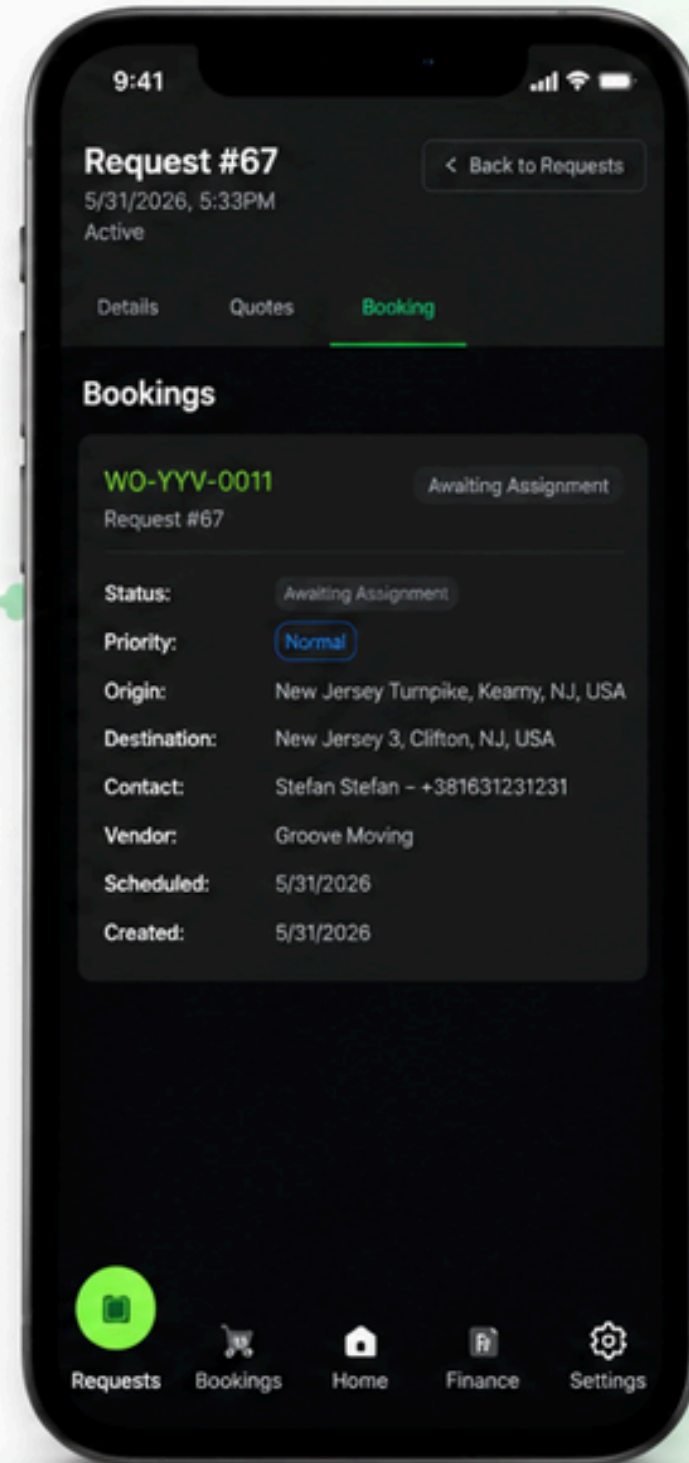 9:41
Request #67
< Back to Requests
5/31/2026, 5:33PM
Active
Details Quotes Booking
Bookings
WO-YYV-0011
Awaiting Assignment
Request #67
Status: Awaiting Assignment
Priority: Normal
Origin: New Jersey Turnpike, Kearny, NJ, USA
Destination: New Jersey 3, Clifton, NJ, USA
Contact: Stefan Stefan - +381631231231
Vendor: Groove Moving
Scheduled: 5/31/2026
Created: 5/31/2026
Requests Bookings Home Finance Settings